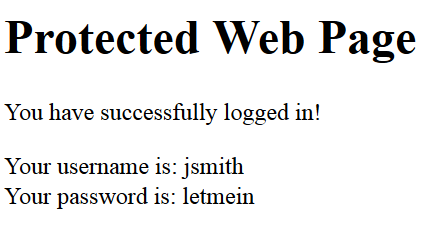 Protected Web Page
You have successfully logged in!
Your username is: jsmith
Your password is: letmein